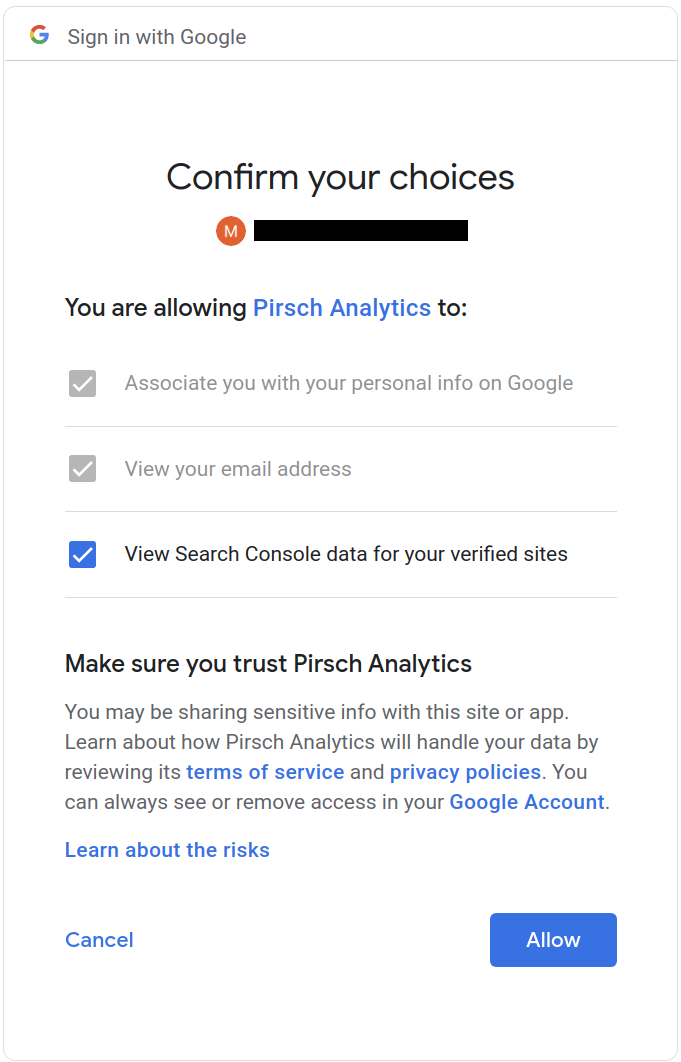 Sign in with Google
Confirm your choices
M
You are allowing Pirsch Analytics to:
Associate you with your personal info on Google
View your email address
View Search Console data for your verified sites
Make sure you trust Pirsch Analytics
You may be sharing sensitive info with this site or app.
Learn about how Pirsch Analytics will handle your data by
reviewing its terms of service and privacy policies. You
can always see or remove access in your Google Account.
Learn about the risks
Cancel
Allow